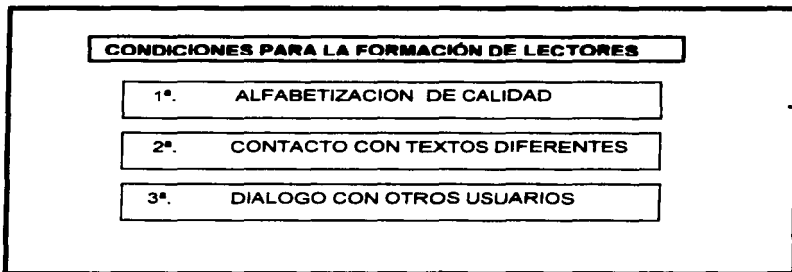 CONDICIONES PARA LA FORMACIÓN DE LECTORES
1ª. ALFABETIZACION DE CALIDAD
2ª. CONTACTO CON TEXTOS DIFERENTES
3ª. DIALOGO CON OTROS USUARIOS